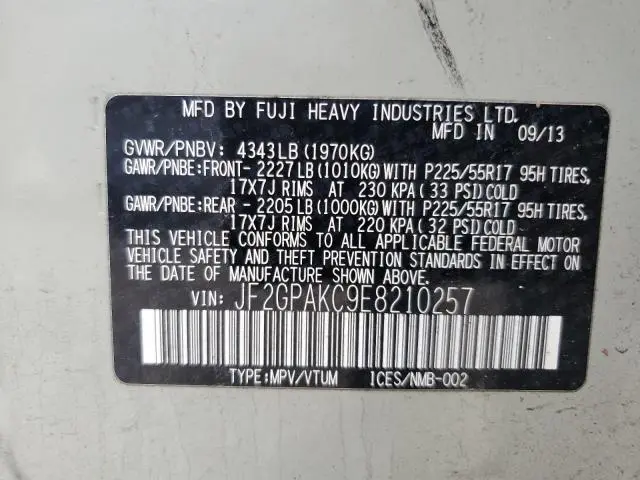 MFD BY FUJI HEAVY INDUSTRIES LTD.
MFD IN 09/13
GVWR/PNBV: 4343LB(1970KG)
GAWR/PNBE:FRONT- 2227LB(1010KG)WITH P225/55R17 95H TIRES,
17X7J RIMS AT 230 KPA(33 PSI)COLD
GAWR/PNBE:REAR - 2205LB(1000KG)WITH P225/55R17 95H TIRES,
17X7J RIMS AT 220 KPA(32 PSI)COLD
THIS VEHICLE CONFORMS TO ALL APPLICABLE FEDERAL MOTOR
VEHICLE SAFETY AND THEFT PREVENTION STANDARDS IN EFFECT ON
THE DATE OF MANUFACTURE SHOWN ABOVE.
VIN: JF2GPAKC9E8210257
TYPE:MPV/VTUM ICES/NMB-002